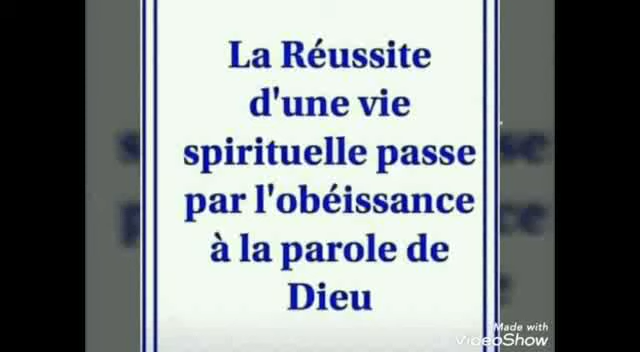 La Réussite
d'une vie
spirituelle passe
par l'obéissance
à la parole de
Dieu
Made with
VideoShow